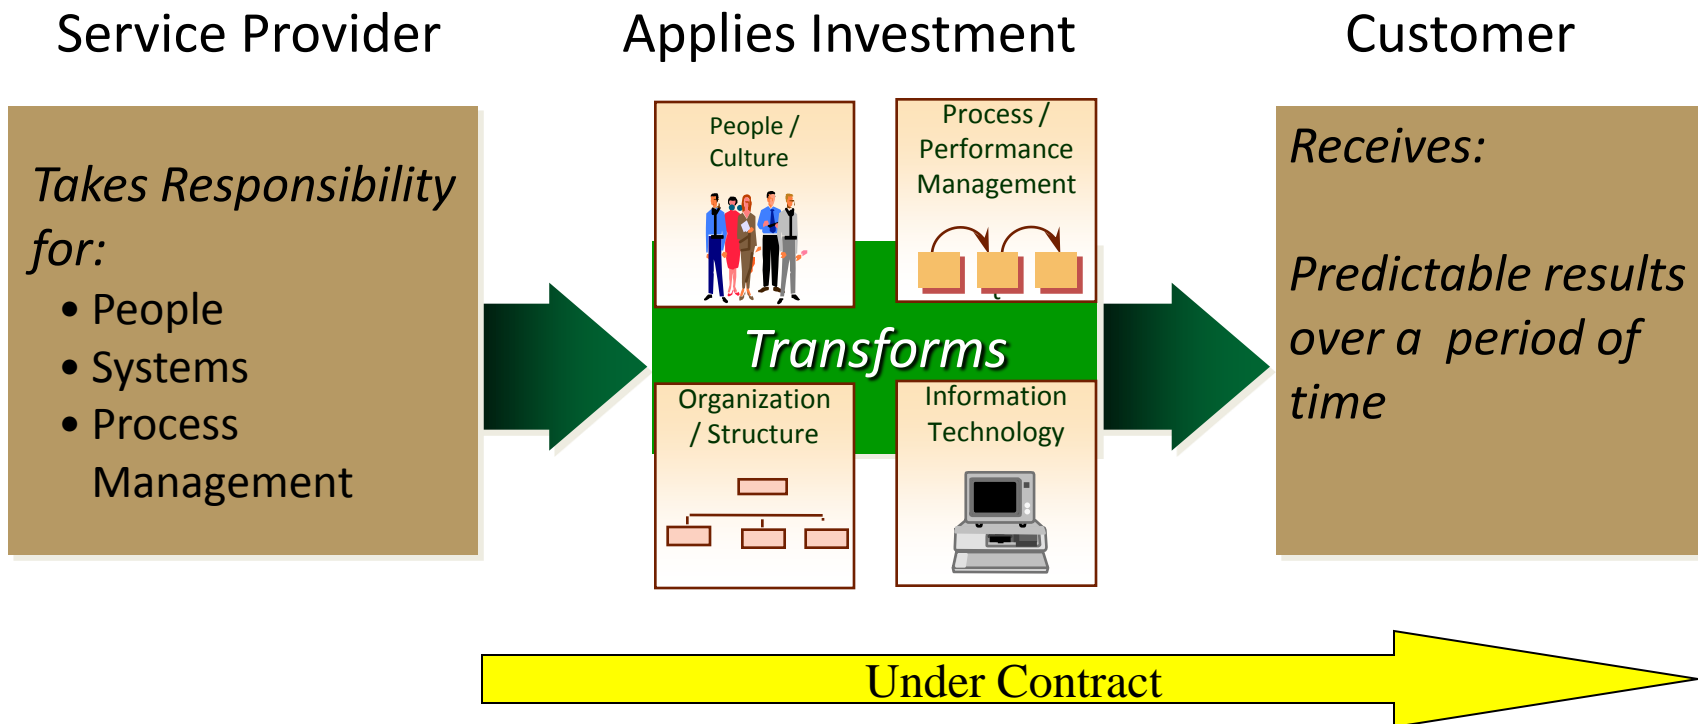 Service Provider
Applies Investment
Customer
Takes Responsibility
for:
• People
• Systems
• Process
Management
People /
Culture
Process /
Performance
Management
Transforms
Organization
/ Structure
Information
Technology
Receives:
Predictable results
over a period of
time
Under Contract